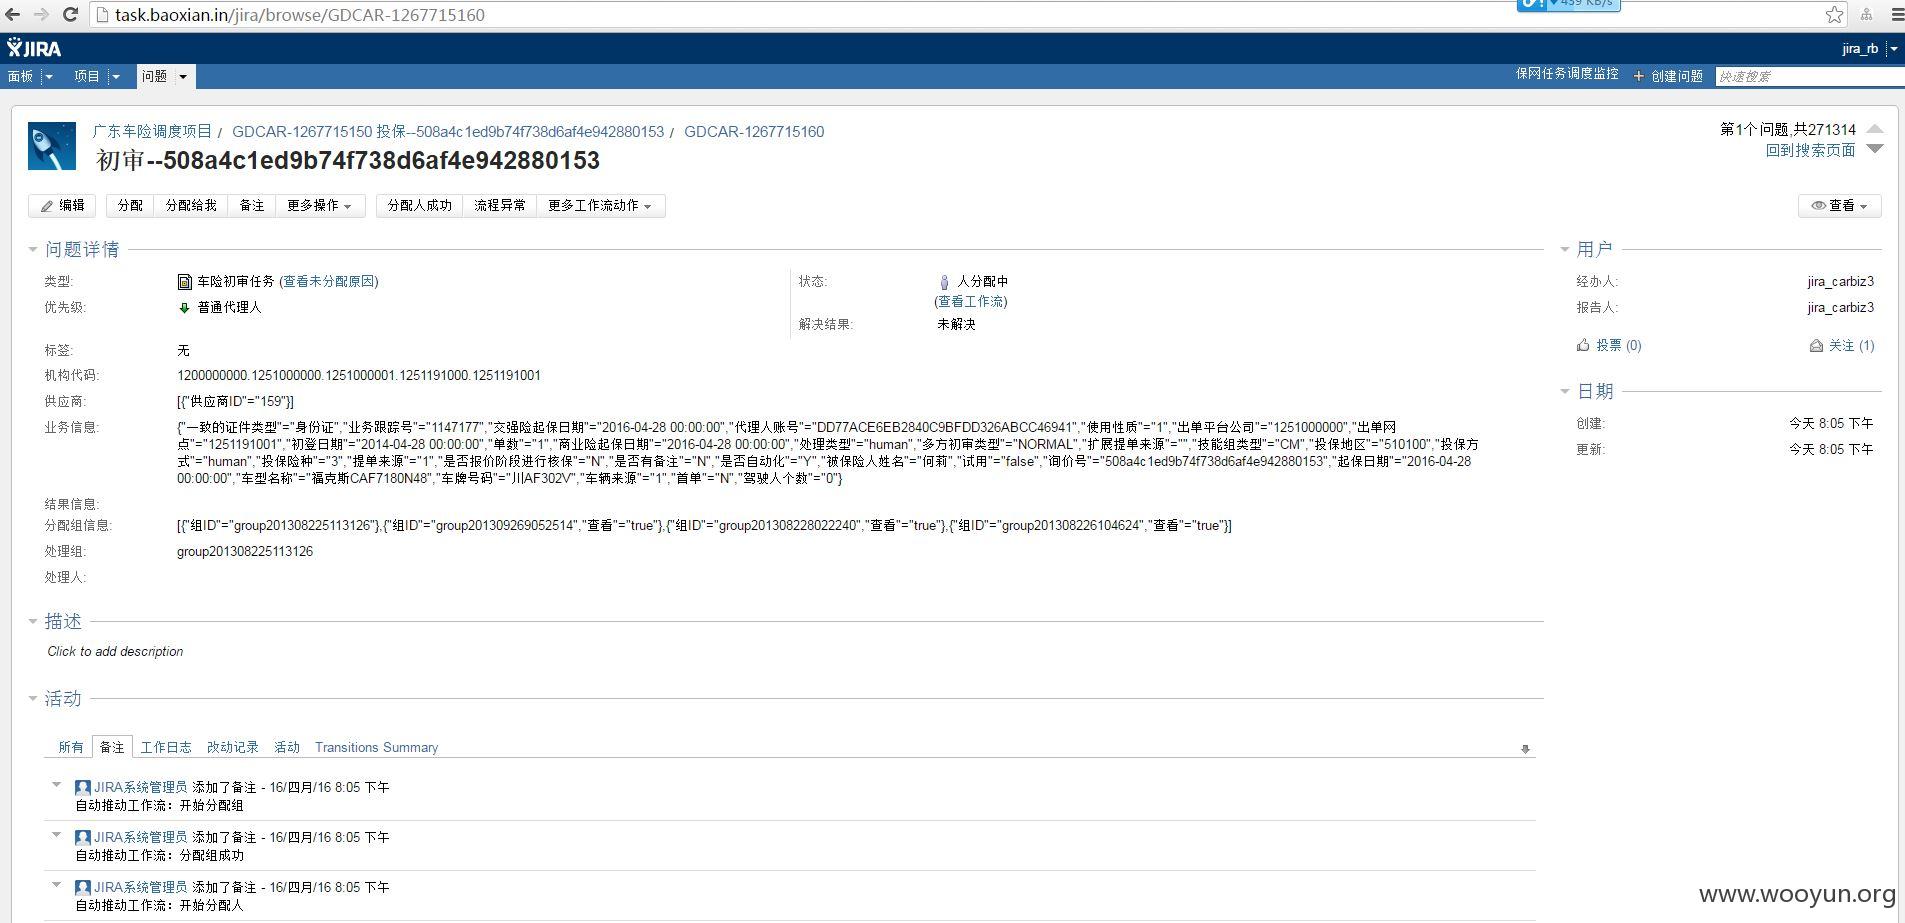 task.baoxian.in/jira/browse/GDCAR-1267715160
439 KB/s
JIRA
jira_rb
面板 项目 问题
保网任务调度监控 + 创建问题 快速搜索
广东车险调度项目 / GDCAR-1267715150 投保--508a4c1ed9b74f738d6af4e942880153 / GDCAR-1267715160
初审--508a4c1ed9b74f738d6af4e942880153
第1个问题,共271314
回到搜索页面
编辑 分配 分配给我 备注 更多操作 分配人成功 流程异常 更多工作流动作 查看
问题详情
类型: 车险初审任务 (查看未分配原因)
状态: 人分配中
(查看工作流)
优先级: 普通代理人
解决结果: 未解决
标签: 无
机构代码: 1200000000.1251000000.1251000001.1251191000.1251191001
供应商: [{"供应商ID"="159"}]
业务信息: {"一致的证件类型"="身份证","业务跟踪号"="1147177","交强险起保日期"="2016-04-28 00:00:00","代理人账号"="DD77ACE6EB2840C9BFDD326ABCC46941","使用性质"="1","出单平台公司"="1251000000","出单网
点"="1251191001","初登日期"="2014-04-28 00:00:00","单数"="1","商业险起保日期"="2016-04-28 00:00:00","处理类型"="human","多方初审类型"="NORMAL","扩展提单来源"="","技能组类型"="CM","投保地区"="510100","投保方
式"="human","投保险种"="3","提单来源"="1","是否报价阶段进行核保"="N","是否有备注"="N","是否自动化"="Y","被保险人姓名"="何莉","试用"="false","询价号"="508a4c1ed9b74f738d6af4e942880153","起保日期"="2016-04-28
00:00:00","车型名称"="福克斯CAF7180N48","车牌号码"="川AF302V","车辆来源"="1","首单"="N","驾驶人个数"="0"}
结果信息:
分配组信息: [{"组ID"="group201308225113126"},{"组ID"="group201309269052514","查看"="true"},{"组ID"="group201308228022240","查看"="true"},{"组ID"="group201308226104624","查看"="true"}]
处理组: group201308225113126
处理人:
用户
经办人: jira_carbiz3
报告人: jira_carbiz3
投票 (0) 关注 (1)
日期
创建: 今天 8:05 下午
更新: 今天 8:05 下午
描述
Click to add description
活动
所有 备注 工作日志 改动记录 活动 Transitions Summary
JIRA系统管理员 添加了备注 - 16/四月/16 8:05 下午
自动推动工作流：开始分配组
JIRA系统管理员 添加了备注 - 16/四月/16 8:05 下午
自动推动工作流：分配组成功
JIRA系统管理员 添加了备注 - 16/四月/16 8:05 下午
自动推动工作流：开始分配人
www.wooyun.org